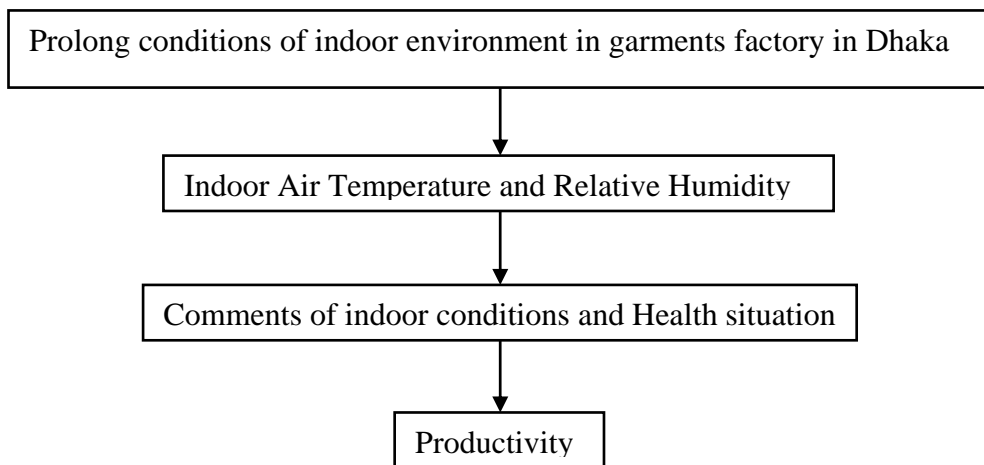 Prolong conditions of indoor environment in garments factory in Dhaka
Indoor Air Temperature and Relative Humidity
Comments of indoor conditions and Health situation
Productivity